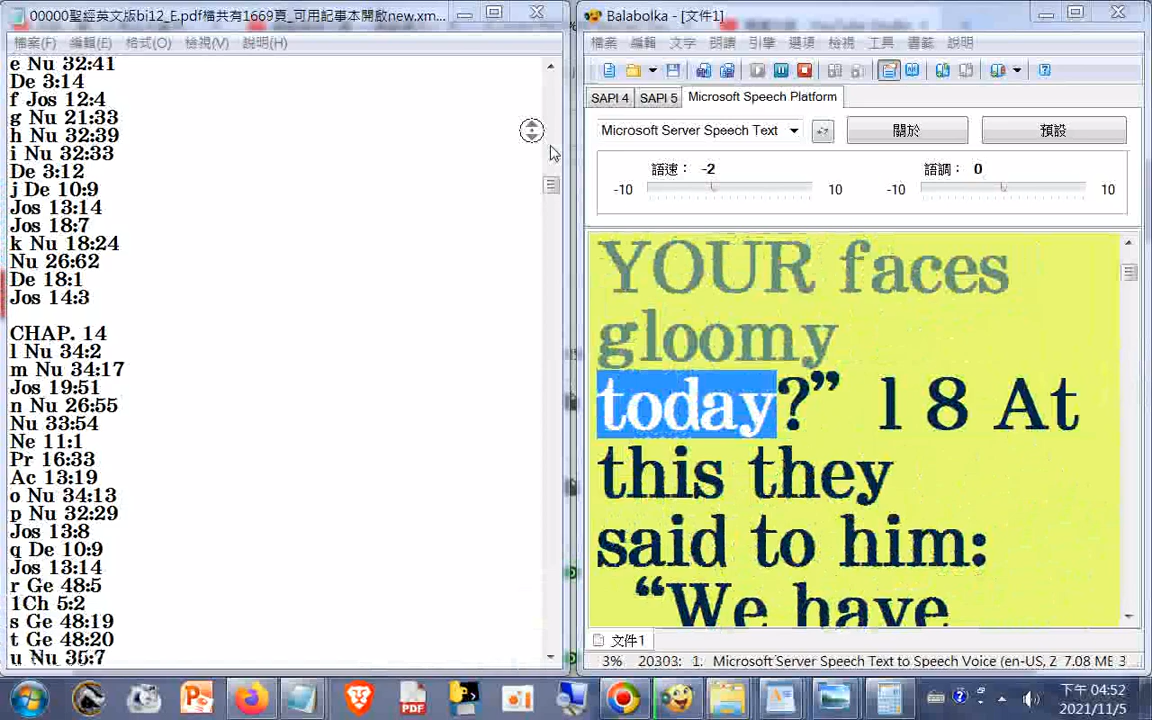 00000聖經英文版bi12_E.pdf檔共有1669頁_可用記事本開啟new.xm...
檔案(F) 編輯(E) 格式(O) 檢視(V) 說明(H)
e Nu 32:41
De 3:14
f Jos 12:4
g Nu 21:33
h Nu 32:39
i Nu 32:33
De 3:12
j De 10:9
Jos 13:14
Jos 18:7
k Nu 18:24
Nu 26:62
De 18:1
Jos 14:3
CHAP. 14
l Nu 34:2
m Nu 34:17
Jos 19:51
n Nu 26:55
Nu 33:54
Ne 11:1
Pr 16:33
Ac 13:19
o Nu 34:13
p Nu 32:29
Jos 13:8
q De 10:9
Jos 13:14
r Ge 48:5
1Ch 5:2
s Ge 48:19
t Ge 48:20
u Nu 35:7
Balabolka - [文件1]
檔案 編輯 文字 朗讀 引擎 選項 檢視 工具 書籤 說明
SAPI 4 SAPI 5 Microsoft Speech Platform
Microsoft Server Speech Text 關於 預設
語速： -2 語調： 0
-10 10 -10 10
YOUR faces
gloomy
today?” 1 8 At
this they
said to him:
“We have
文件1
3% 20303: 1. Microsoft Server Speech Text to Speech Voice (en-US, Z 7.08 ME 3
PDF
下午 04:52
2021/11/5